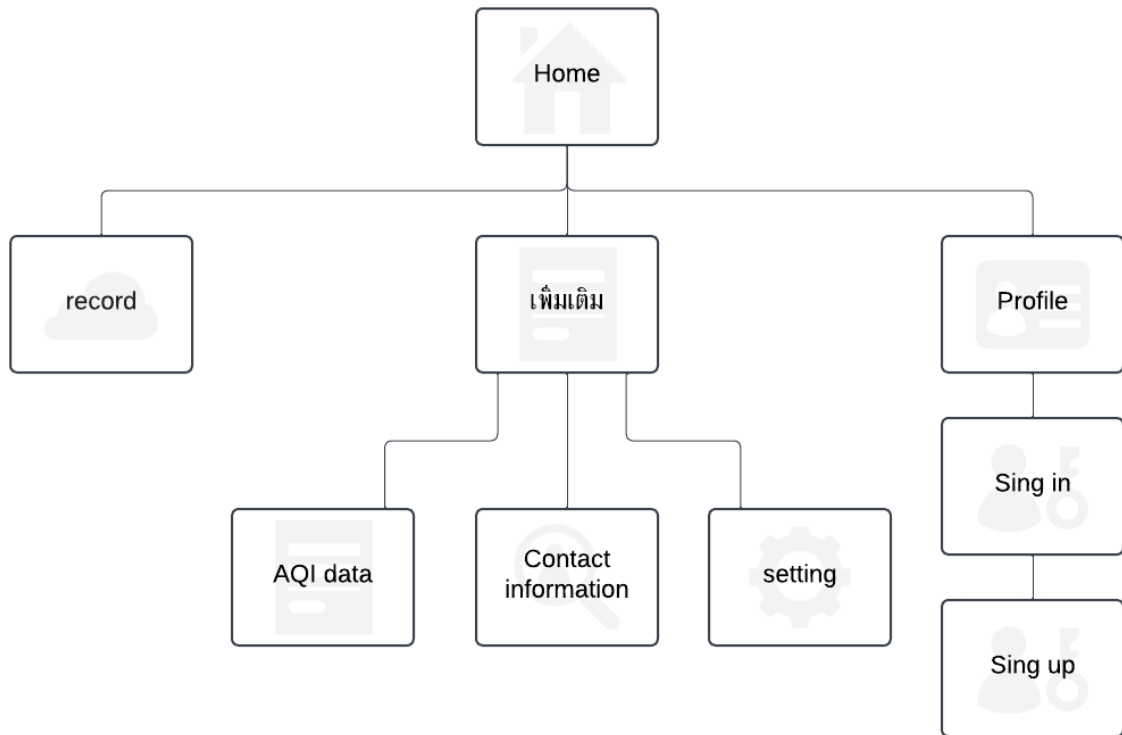 Home
record
เพิ่มเติม
Profile
Sing in
AQI data
Contact
information
setting
Sing up